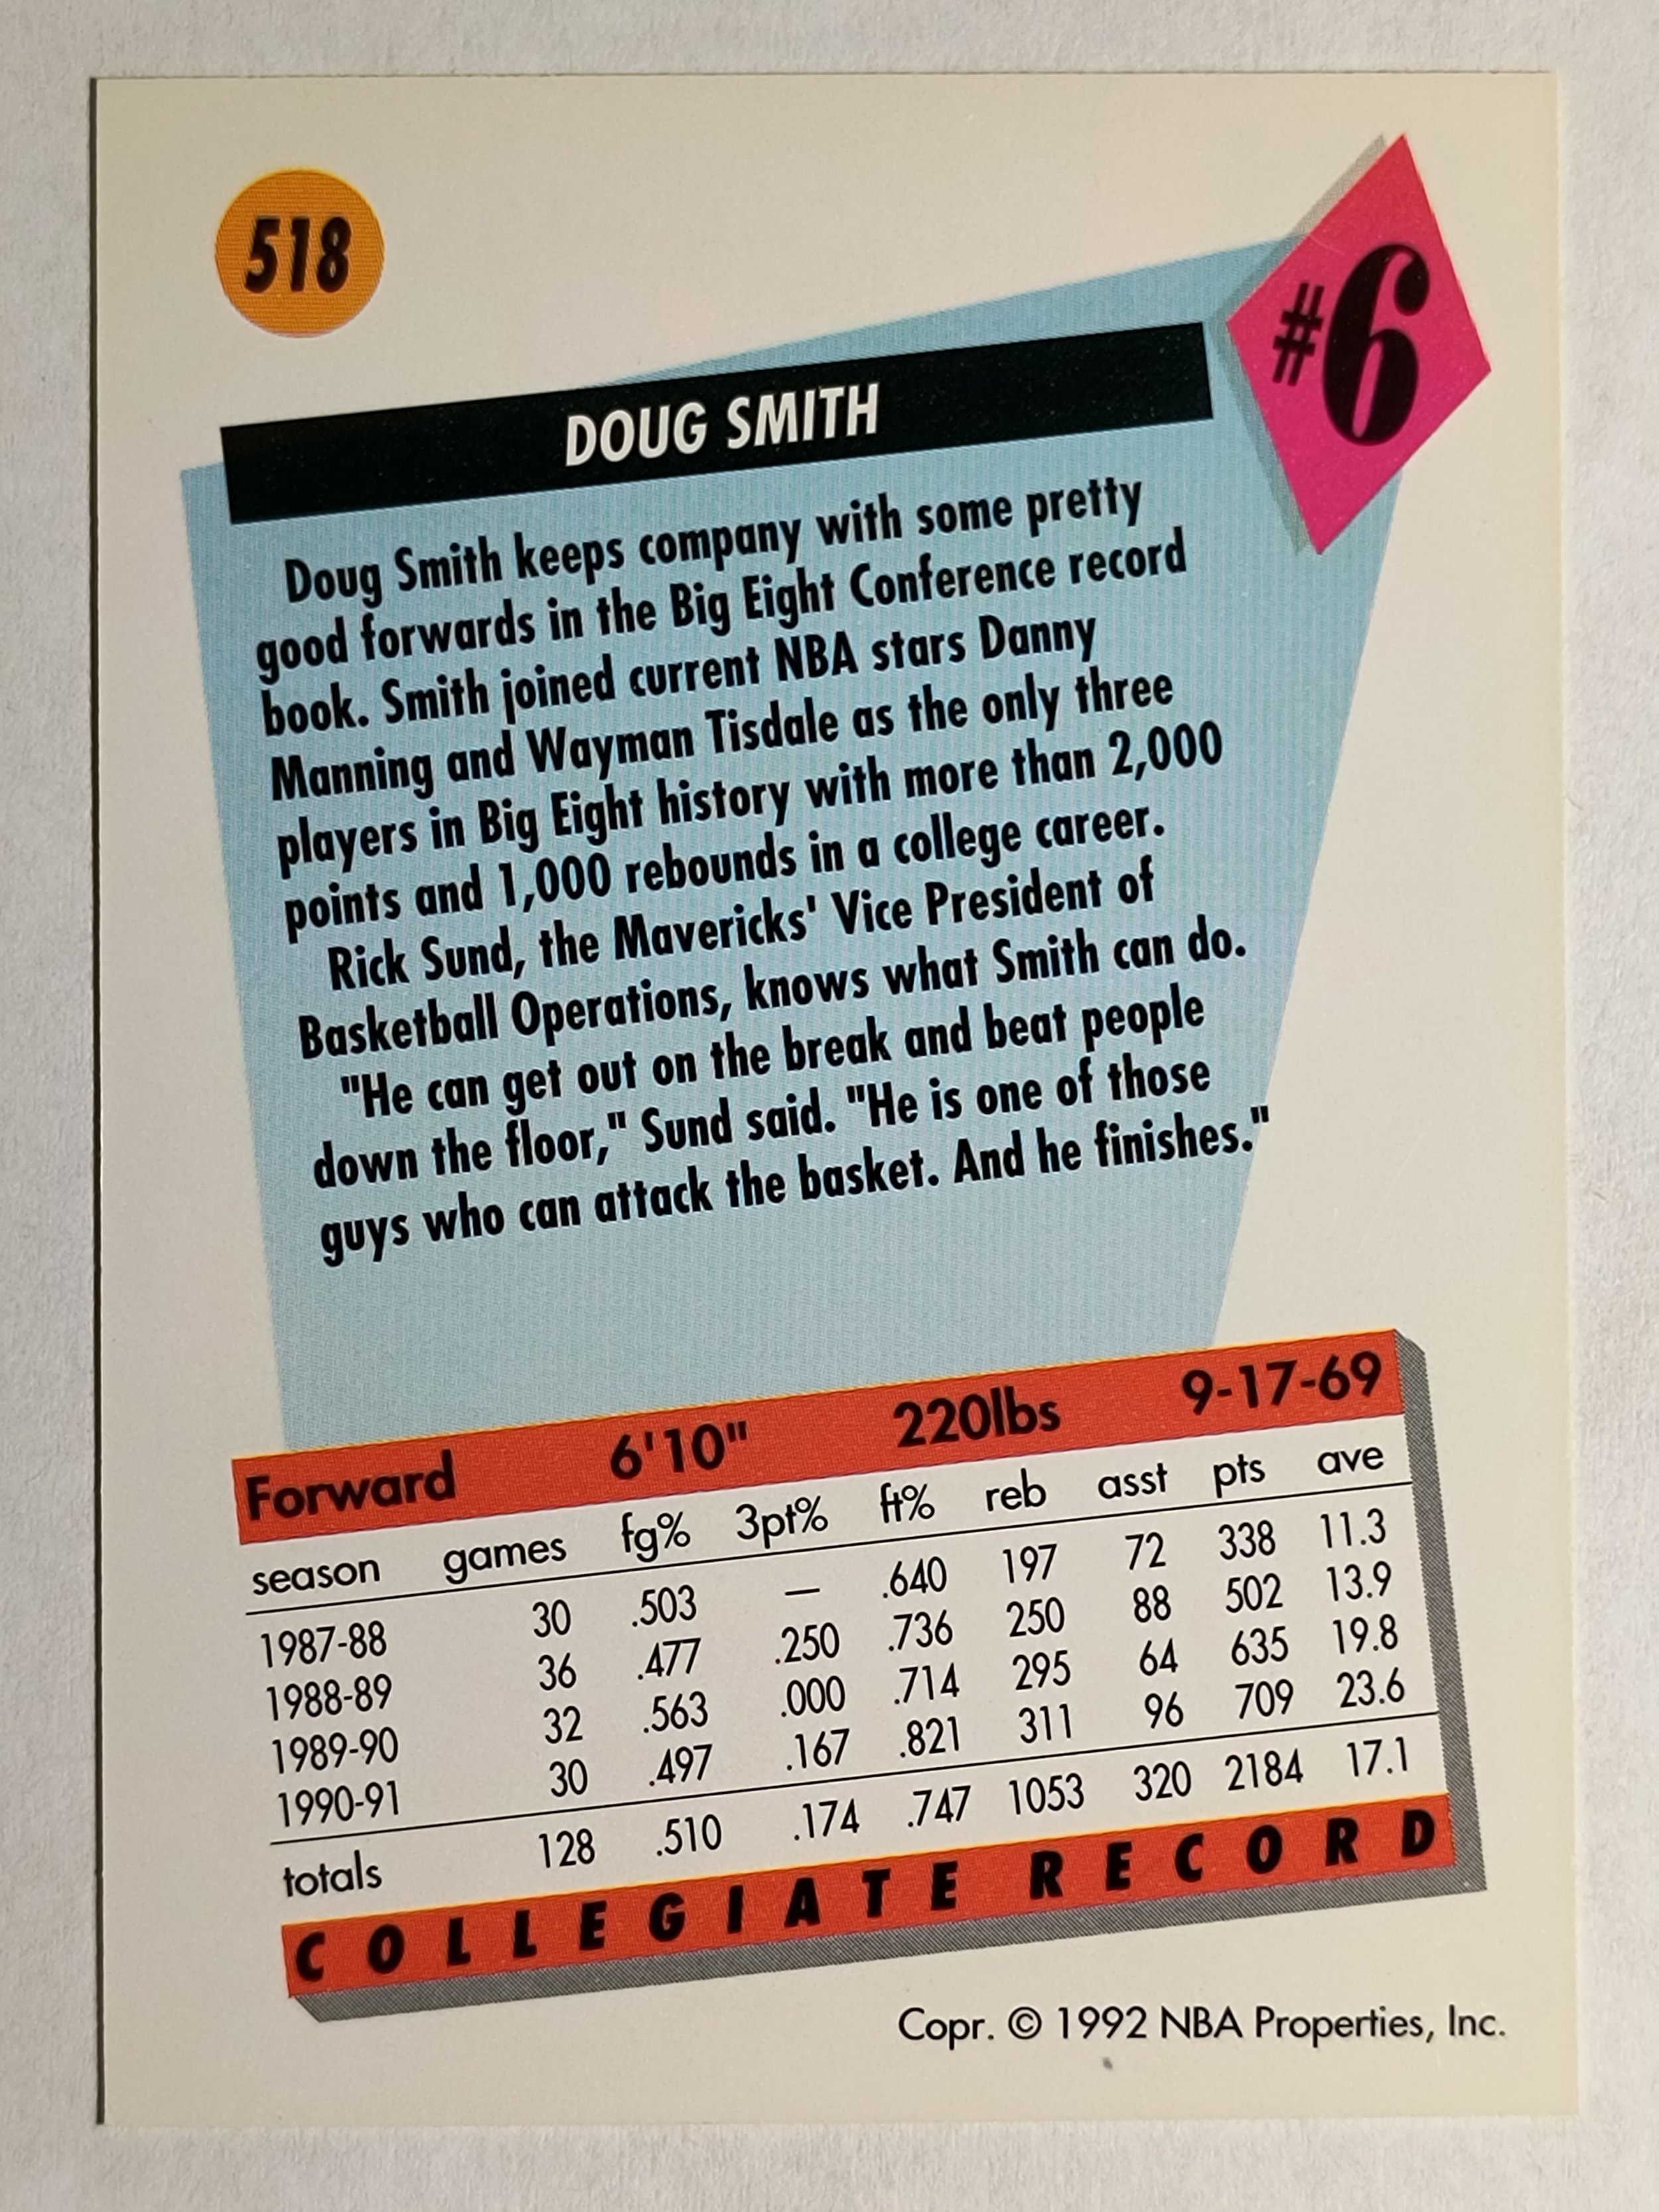 518
#6
DOUG SMITH
Doug Smith keeps company with some pretty
good forwards in the Big Eight Conference record
book. Smith joined current NBA stars Danny
Manning and Wayman Tisdale as the only three
players in Big Eight history with more than 2,000
points and 1,000 rebounds in a college career.
Rick Sund, the Mavericks' Vice President of
Basketball Operations, knows what Smith can do.
"He can get out on the break and beat people
down the floor," Sund said. "He is one of those
guys who can attack the basket. And he finishes."
Forward 6'10" 220lbs 9-17-69
season games fg% 3pt% ft% reb asst pts ave
1987-88 30 .503 — .640 197 72 338 11.3
1988-89 36 .477 .250 .736 250 88 502 13.9
1989-90 32 .563 .000 .714 295 64 635 19.8
1990-91 30 .497 .167 .821 311 96 709 23.6
totals 128 .510 .174 .747 1053 320 2184 17.1
COLLEGIATE RECORD
Copr. © 1992 NBA Properties, Inc.